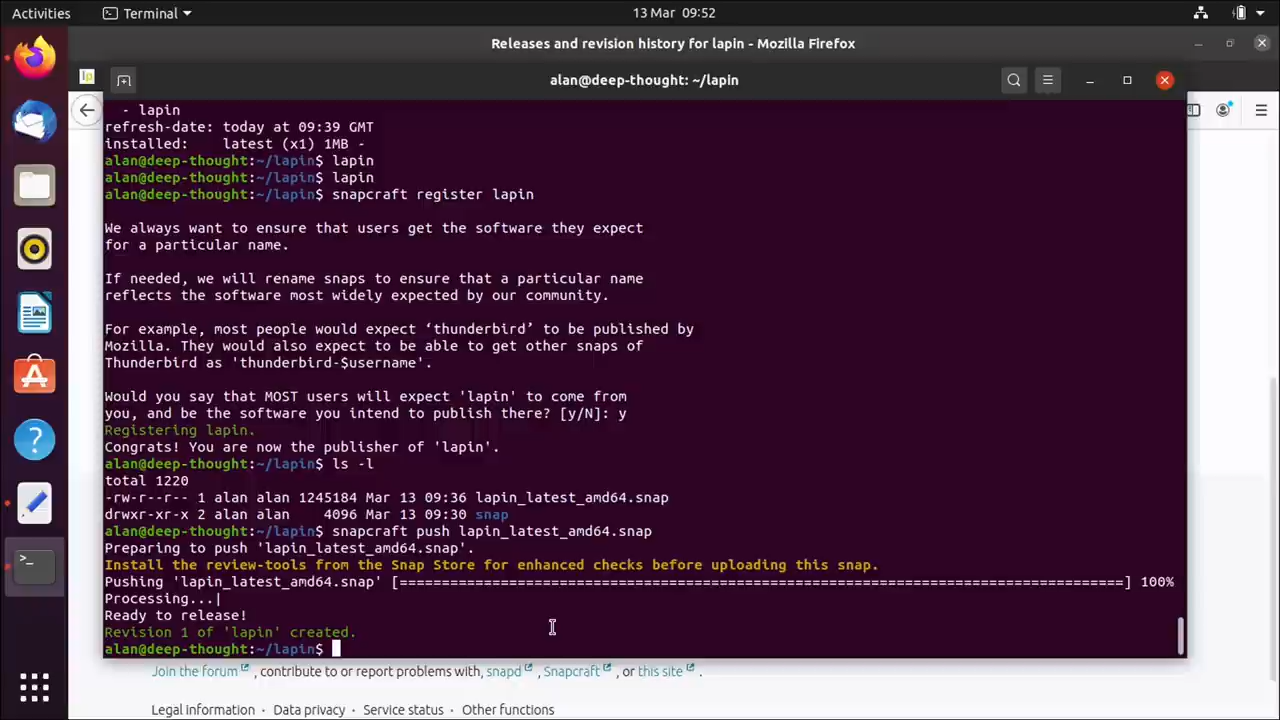 Activities
Terminal
13 Mar 09:52
Releases and revision history for lapin - Mozilla Firefox
lp
alan@deep-thought: ~/lapin
- lapin
refresh-date: today at 09:39 GMT
installed:    latest (x1) 1MB -
alan@deep-thought:~/lapin$ lapin
alan@deep-thought:~/lapin$ lapin
alan@deep-thought:~/lapin$ snapcraft register lapin
We always want to ensure that users get the software they expect
for a particular name.
If needed, we will rename snaps to ensure that a particular name
reflects the software most widely expected by our community.
For example, most people would expect ‘thunderbird’ to be published by
Mozilla. They would also expect to be able to get other snaps of
Thunderbird as 'thunderbird-$username'.
Would you say that MOST users will expect 'lapin' to come from
you, and be the software you intend to publish there? [y/N]: y
Registering lapin.
Congrats! You are now the publisher of 'lapin'.
alan@deep-thought:~/lapin$ ls -l
total 1220
-rw-r--r-- 1 alan alan 1245184 Mar 13 09:36 lapin_latest_amd64.snap
drwxr-xr-x 2 alan alan    4096 Mar 13 09:30 snap
alan@deep-thought:~/lapin$ snapcraft push lapin_latest_amd64.snap
Preparing to push 'lapin_latest_amd64.snap'.
Install the review-tools from the Snap Store for enhanced checks before uploading this snap.
Pushing 'lapin_latest_amd64.snap' [======================================================================================] 100%
Processing...|
Ready to release!
Revision 1 of 'lapin' created.
alan@deep-thought:~/lapin$
Join the forum, contribute to or report problems with, snapd, Snapcraft, or this site.
Legal information · Data privacy · Service status · Other functions